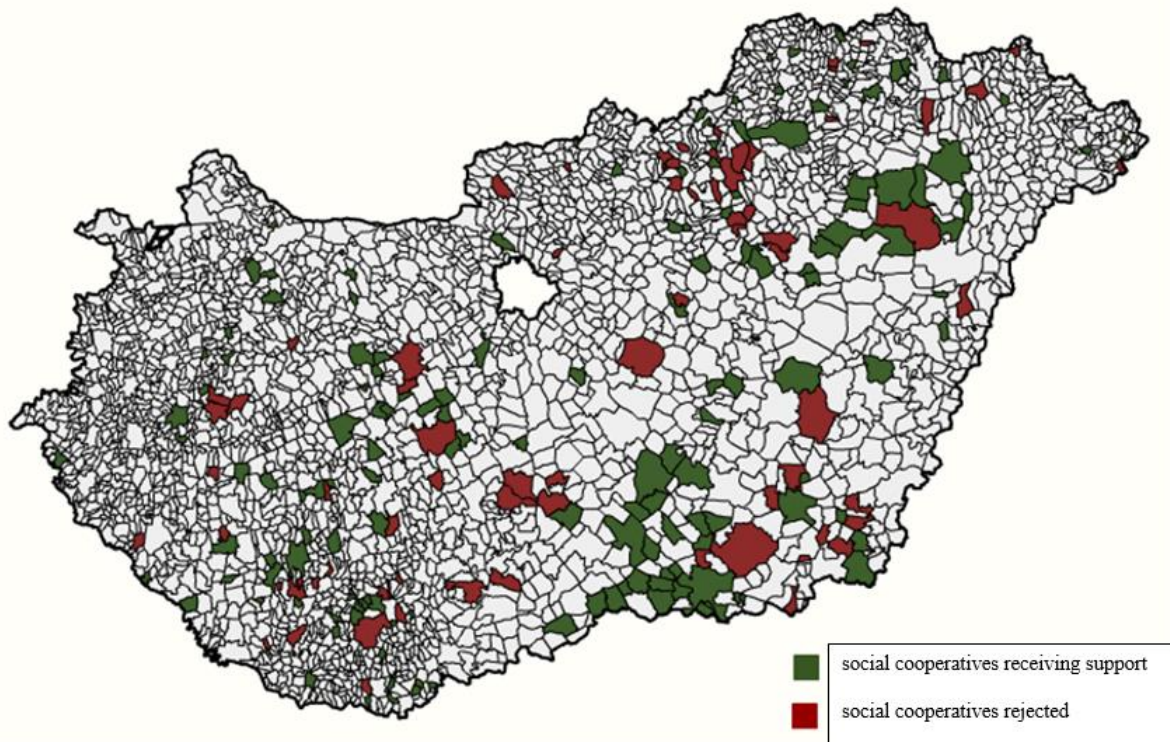 social cooperatives receiving support
social cooperatives rejected